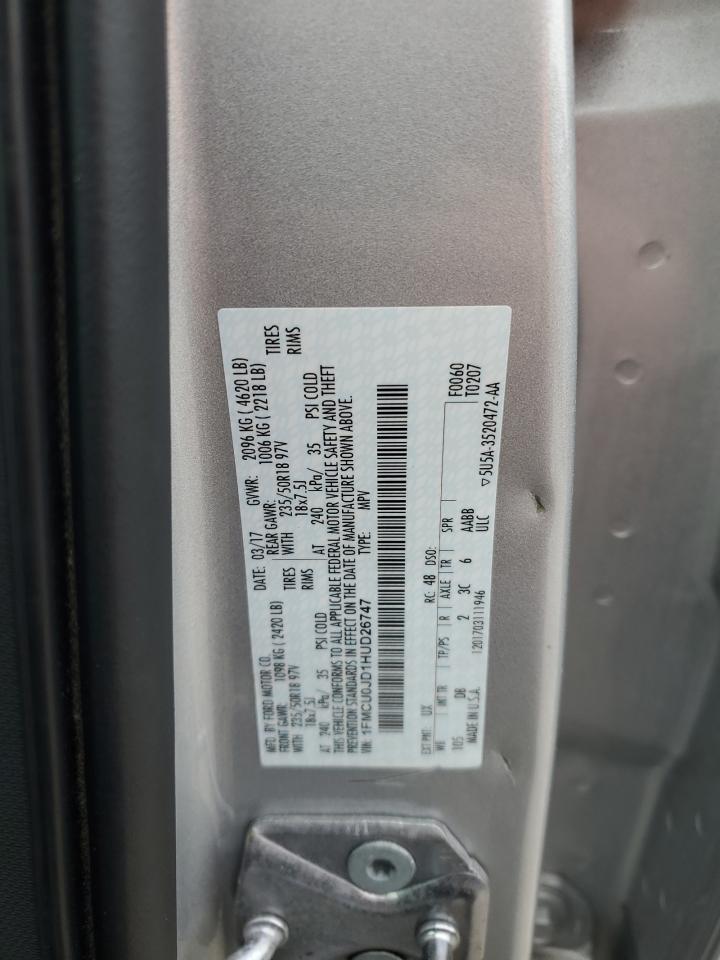 MFD. BY FORD MOTOR CO. DATE: 03/17 GVWR: 2096 KG ( 4620 LB)
FRONT GAWR: 1098 KG ( 2420 LB) REAR GAWR: 1006 KG ( 2218 LB)
WITH 235/50R18 97V TIRES WITH 235/50R18 97V TIRES
18x7.5J RIMS 18x7.5J RIMS
AT 240 kPa/ 35 PSI COLD AT 240 kPa/ 35 PSI COLD
THIS VEHICLE CONFORMS TO ALL APPLICABLE FEDERAL MOTOR VEHICLE SAFETY AND THEFT
PREVENTION STANDARDS IN EFFECT ON THE DATE OF MANUFACTURE SHOWN ABOVE.
VIN: 1FMCU0JD1HUD26747 TYPE: MPV
F0060
T0207
EXT PNT: UX RC: 48 DSO:
WB INT TR TP/PS R AXLE TR SPR
105 DB 2 3C 6 AABB
MADE IN U.S.A. 1201703111946 ULC
▽5U5A-3520472-AA